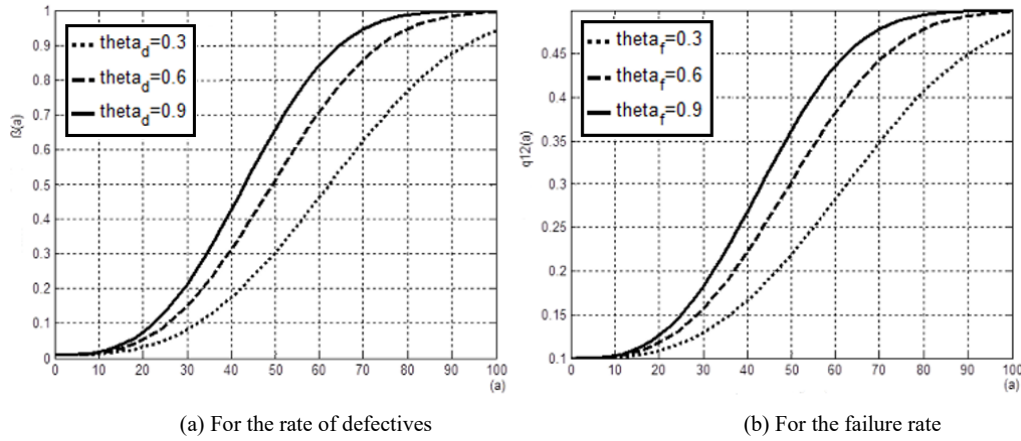 theta_d=0.3
theta_d=0.6
theta_d=0.9
ß(a)
1
0.9
0.8
0.7
0.6
0.5
0.4
0.3
0.2
0.1
0
0 10 20 30 40 50 60 70 80 90 100
(a)
(a) For the rate of defectives
theta_f=0.3
theta_f=0.6
theta_f=0.9
q12(a)
0.45
0.4
0.35
0.3
0.25
0.2
0.15
0.1
0 10 20 30 40 50 60 70 80 90 100
(a)
(b) For the failure rate